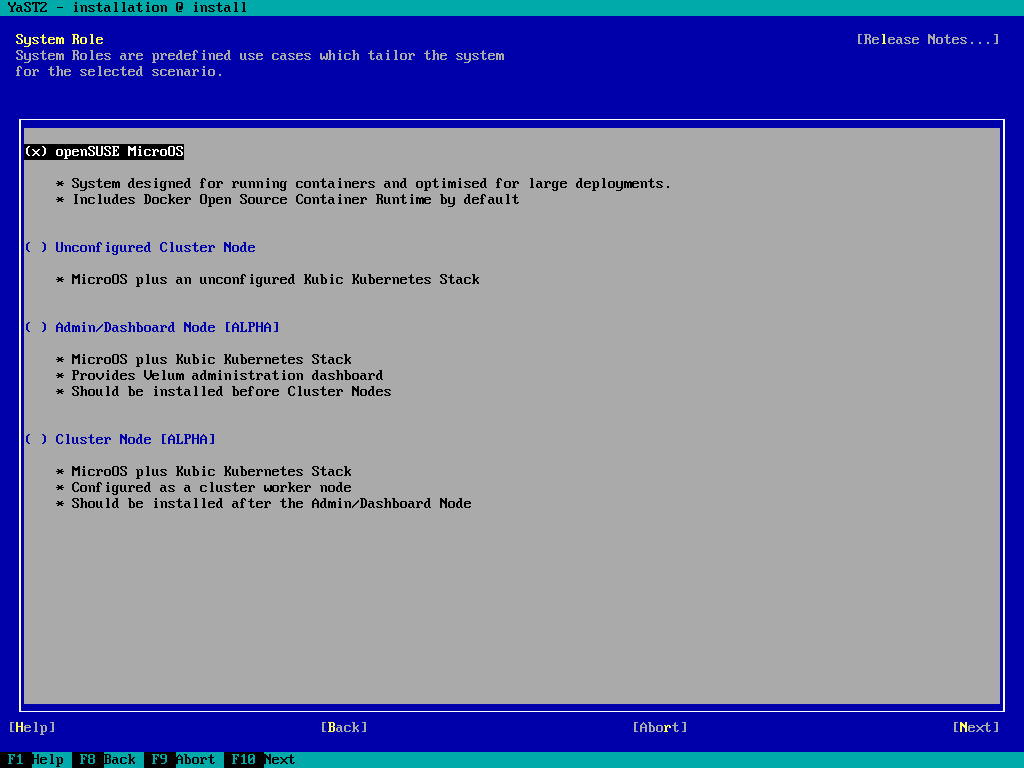 YaST2 - installation @ install
System Role [Release Notes...]
System Roles are predefined use cases which tailor the system
for the selected scenario.
(x) openSUSE MicroOS
* System designed for running containers and optimised for large deployments.
* Includes Docker Open Source Container Runtime by default
( ) Unconfigured Cluster Node
* MicroOS plus an unconfigured Kubic Kubernetes Stack
( ) Admin/Dashboard Node [ALPHA]
* MicroOS plus Kubic Kubernetes Stack
* Provides Velum administration dashboard
* Should be installed before Cluster Nodes
( ) Cluster Node [ALPHA]
* MicroOS plus Kubic Kubernetes Stack
* Configured as a cluster worker node
* Should be installed after the Admin/Dashboard Node
[Help] [Back] [Abort] [Next]
F1 Help F8 Back F9 Abort F10 Next